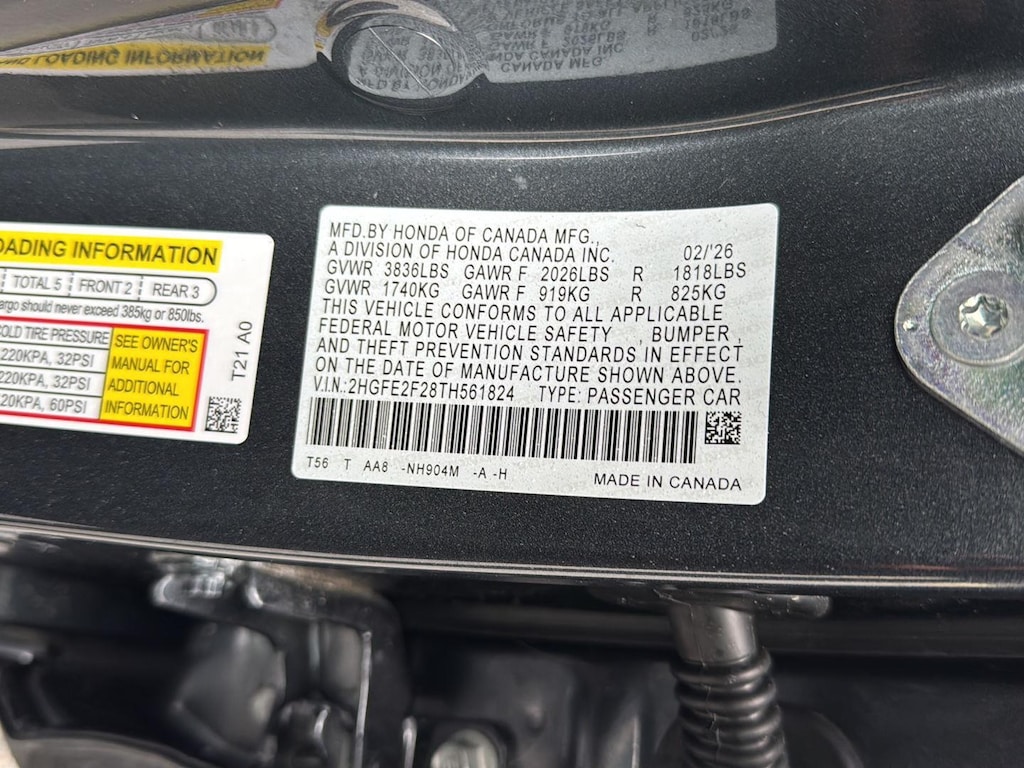 OADING INFORMATION
TOTAL 5 FRONT 2 REAR 3
argo should never exceed 385kg or 850lbs.
COLD TIRE PRESSURE
220KPA, 32PSI
220KPA, 32PSI
20KPA, 60PSI
SEE OWNER'S
MANUAL FOR
ADDITIONAL
INFORMATION
T21 A0
MFD.BY HONDA OF CANADA MFG.,
A DIVISION OF HONDA CANADA INC. 02/'26
GVWR 3836LBS GAWR F 2026LBS R 1818LBS
GVWR 1740KG GAWR F 919KG R 825KG
THIS VEHICLE CONFORMS TO ALL APPLICABLE
FEDERAL MOTOR VEHICLE SAFETY , BUMPER,
AND THEFT PREVENTION STANDARDS IN EFFECT
ON THE DATE OF MANUFACTURE SHOWN ABOVE.
V.I.N:2HGFE2F28TH561824 TYPE: PASSENGER CAR
T56 T AA8 -NH904M -A -H
MADE IN CANADA